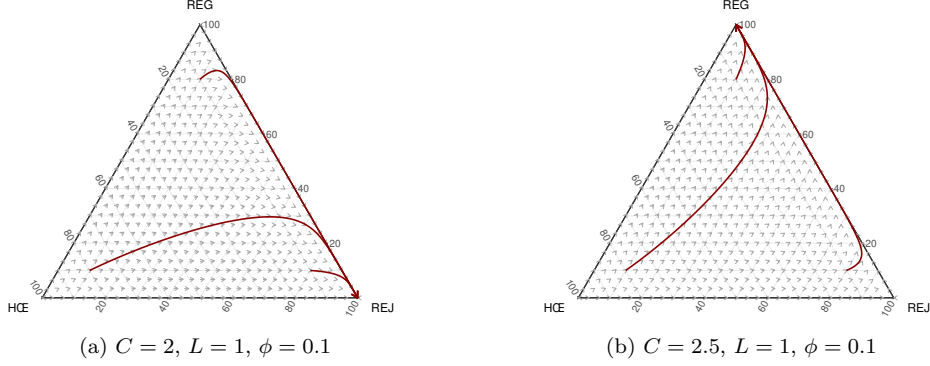 REG REG
100 100
20 80 20 80
40 60 40 60
60 40 60 40
80 20 80 20
100 100
HŒ REJ HŒ REJ
20 40 60 80 100 20 40 60 80 100
(a) C = 2, L = 1, ϕ = 0.1 (b) C = 2.5, L = 1, ϕ = 0.1